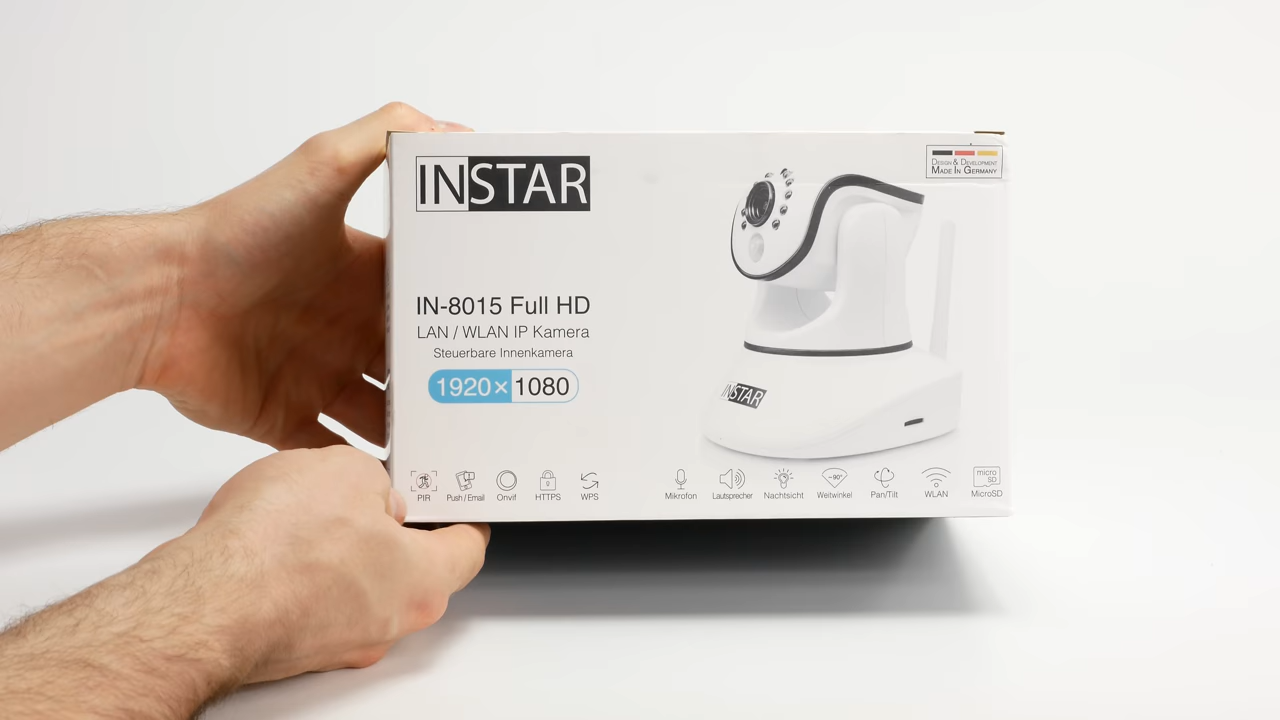 INSTAR
DESIGN & DEVELOPMENT
MADE IN GERMANY
IN-8015 Full HD
LAN / WLAN IP Kamera
Steuerbare Innenkamera
1920×1080
INSTAR
PIR
Push / Email
Onvif
HTTPS
WPS
Mikrofon
Lautsprecher
Nachtsicht
~90°
Weitwinkel
Pan/Tilt
WLAN
micro
SD
MicroSD